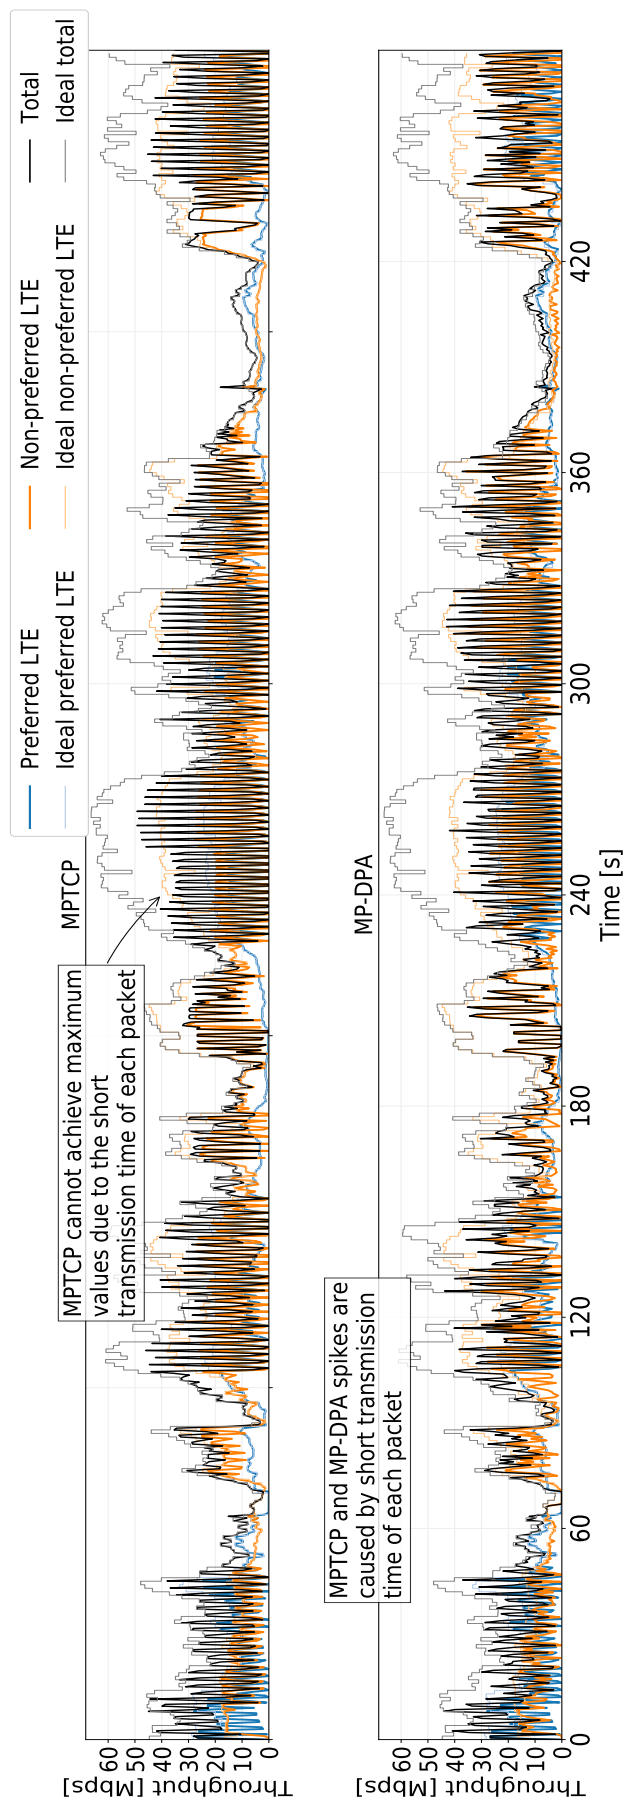 Preferred LTE
Non-preferred LTE
Total
Ideal preferred LTE
Ideal non-preferred LTE
Ideal total
MPTCP
MPTCP cannot achieve maximum
values due to the short
transmission time of each packet
Throughput [Mbps]
60
50
40
30
20
10
0
MP-DPA
MPTCP and MP-DPA spikes are
caused by short transmission
time of each packet
Throughput [Mbps]
60
50
40
30
20
10
0
0
60
120
180
240
300
360
420
Time [s]